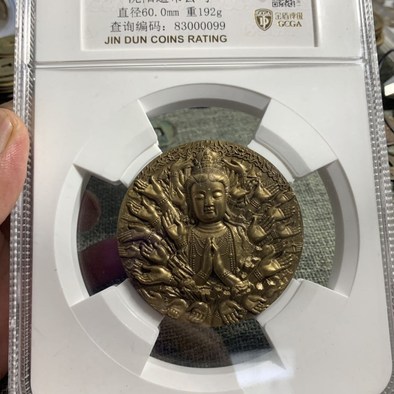 直径60.0mm 重192g
查询编码：83000099
JIN DUN COINS RATING
GCGA